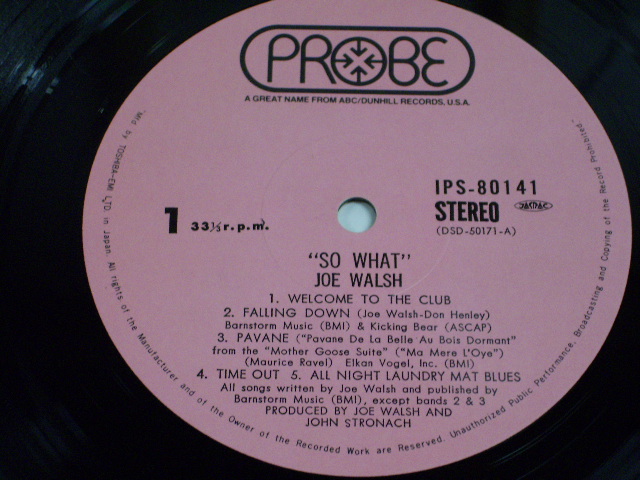 PROBE
A GREAT NAME FROM ABC/DUNHILL RECORDS, U.S.A.
IPS-80141
1 33⅓ r.p.m. STEREO
(DSD-50171-A)
"SO WHAT"
JOE WALSH
1. WELCOME TO THE CLUB
2. FALLING DOWN (Joe Walsh-Don Henley)
Barnstorm Music (BMI) & Kicking Bear (ASCAP)
3. PAVANE ("Pavane De La Belle Au Bois Dormant"
from the "Mother Goose Suite" ("Ma Mere L'Oye")
(Maurice Ravel) Elkan Vogel, Inc. (BMI)
4. TIME OUT 5. ALL NIGHT LAUNDRY MAT BLUES
All songs written by Joe Walsh and published by
Barnstorm Music (BMI), except bands 2 & 3
PRODUCED BY JOE WALSH AND
JOHN STRONACH
Mf'd by TOSHIBA-EMI LTD in Japan. All rights of the Manufacturer and of the Owner of the Recorded Work are Reserved. Unauthorized Public Performance, Broadcasting and Copying of the Record Prohibited.